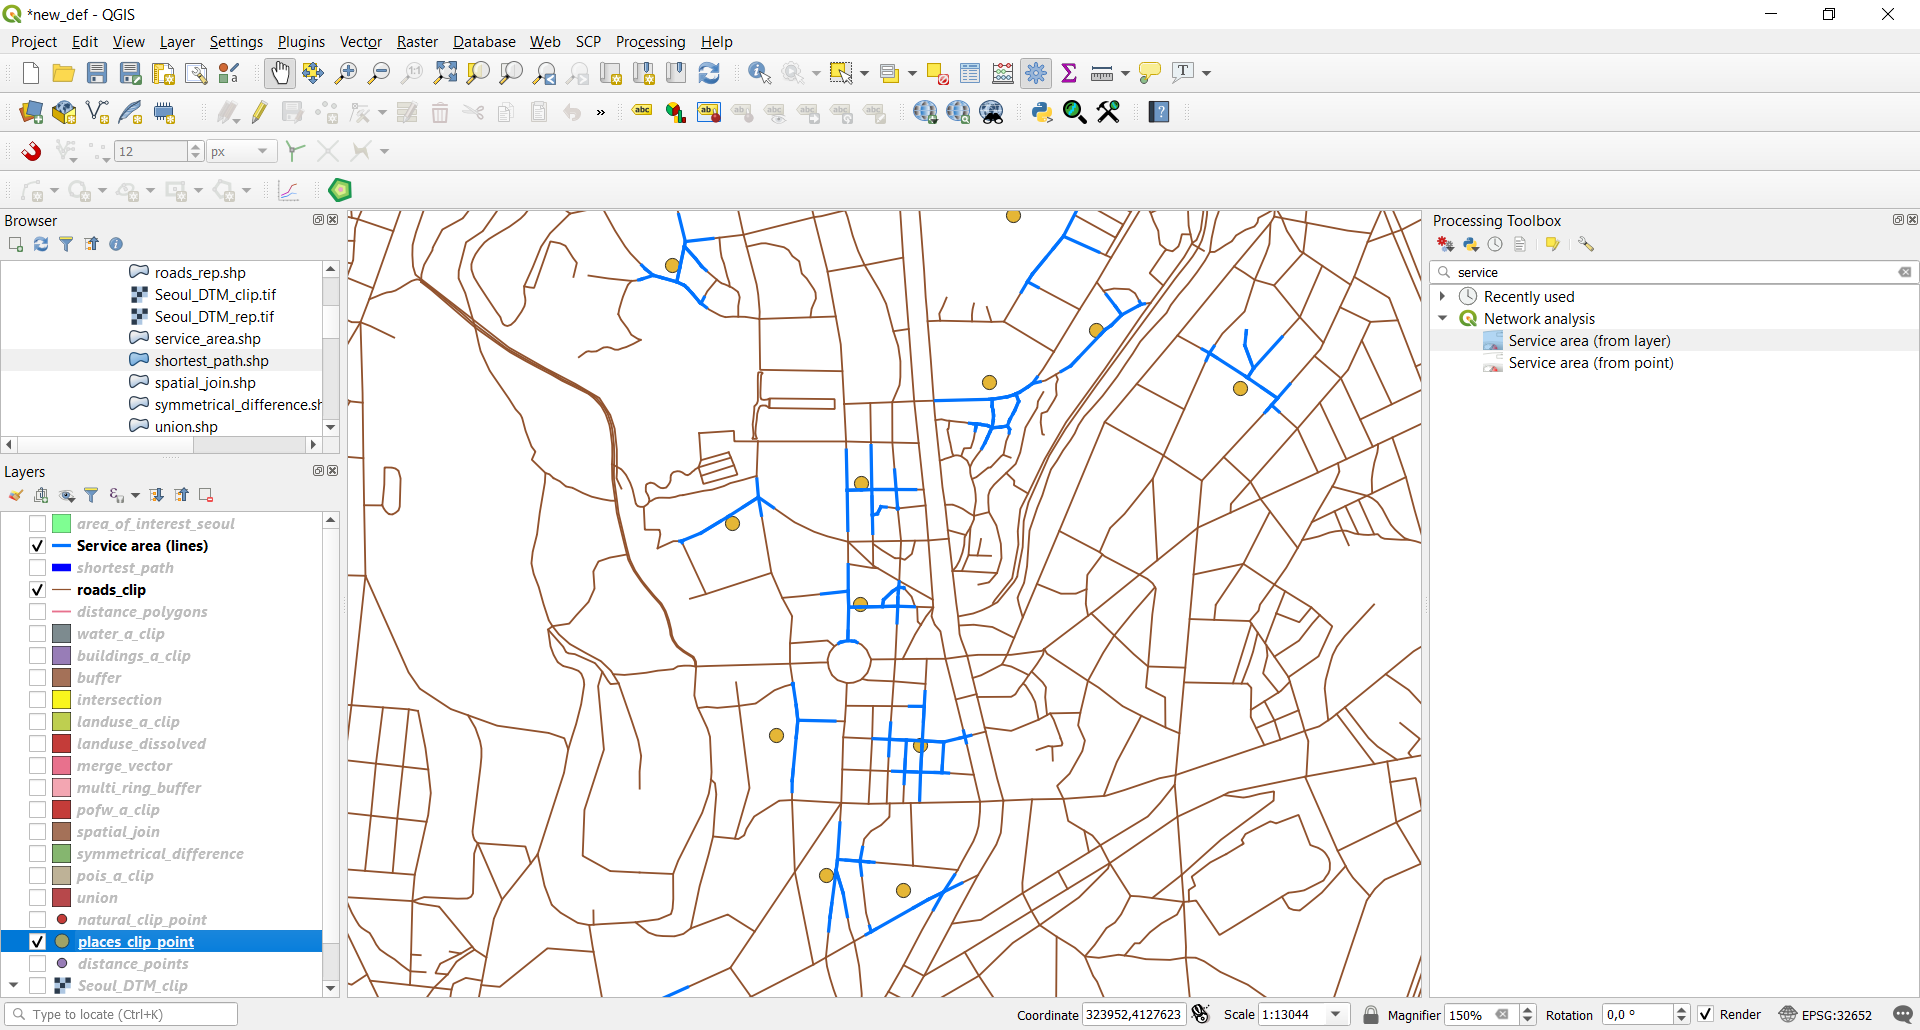 *new_def - QGIS
Project Edit View Layer Settings Plugins Vector Raster Database Web SCP Processing Help
12 px
Browser
roads_rep.shp
Seoul_DTM_clip.tif
Seoul_DTM_rep.tif
service_area.shp
shortest_path.shp
spatial_join.shp
symmetrical_difference.sh
union.shp
Layers
area_of_interest_seoul
Service area (lines)
shortest_path
roads_clip
distance_polygons
water_a_clip
buildings_a_clip
buffer
intersection
landuse_a_clip
landuse_dissolved
merge_vector
multi_ring_buffer
pofw_a_clip
spatial_join
symmetrical_difference
pois_a_clip
union
natural_clip_point
places_clip_point
distance_points
Seoul_DTM_clip
Processing Toolbox
service
Recently used
Network analysis
Service area (from layer)
Service area (from point)
Type to locate (Ctrl+K) Coordinate 323952,4127623 Scale 1:13044 Magnifier 150% Rotation 0,0 ° Render EPSG:32652